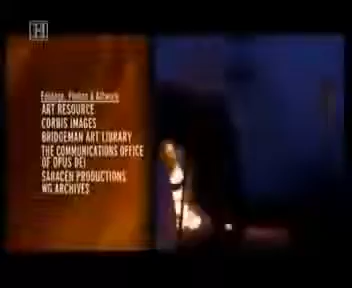 H
Footage, Photos & Artwork
ART RESOURCE
CORBIS IMAGES
BRIDGEMAN ART LIBRARY
THE COMMUNICATIONS OFFICE
OF OPUS DEI
SARACEN PRODUCTIONS
WG ARCHIVES